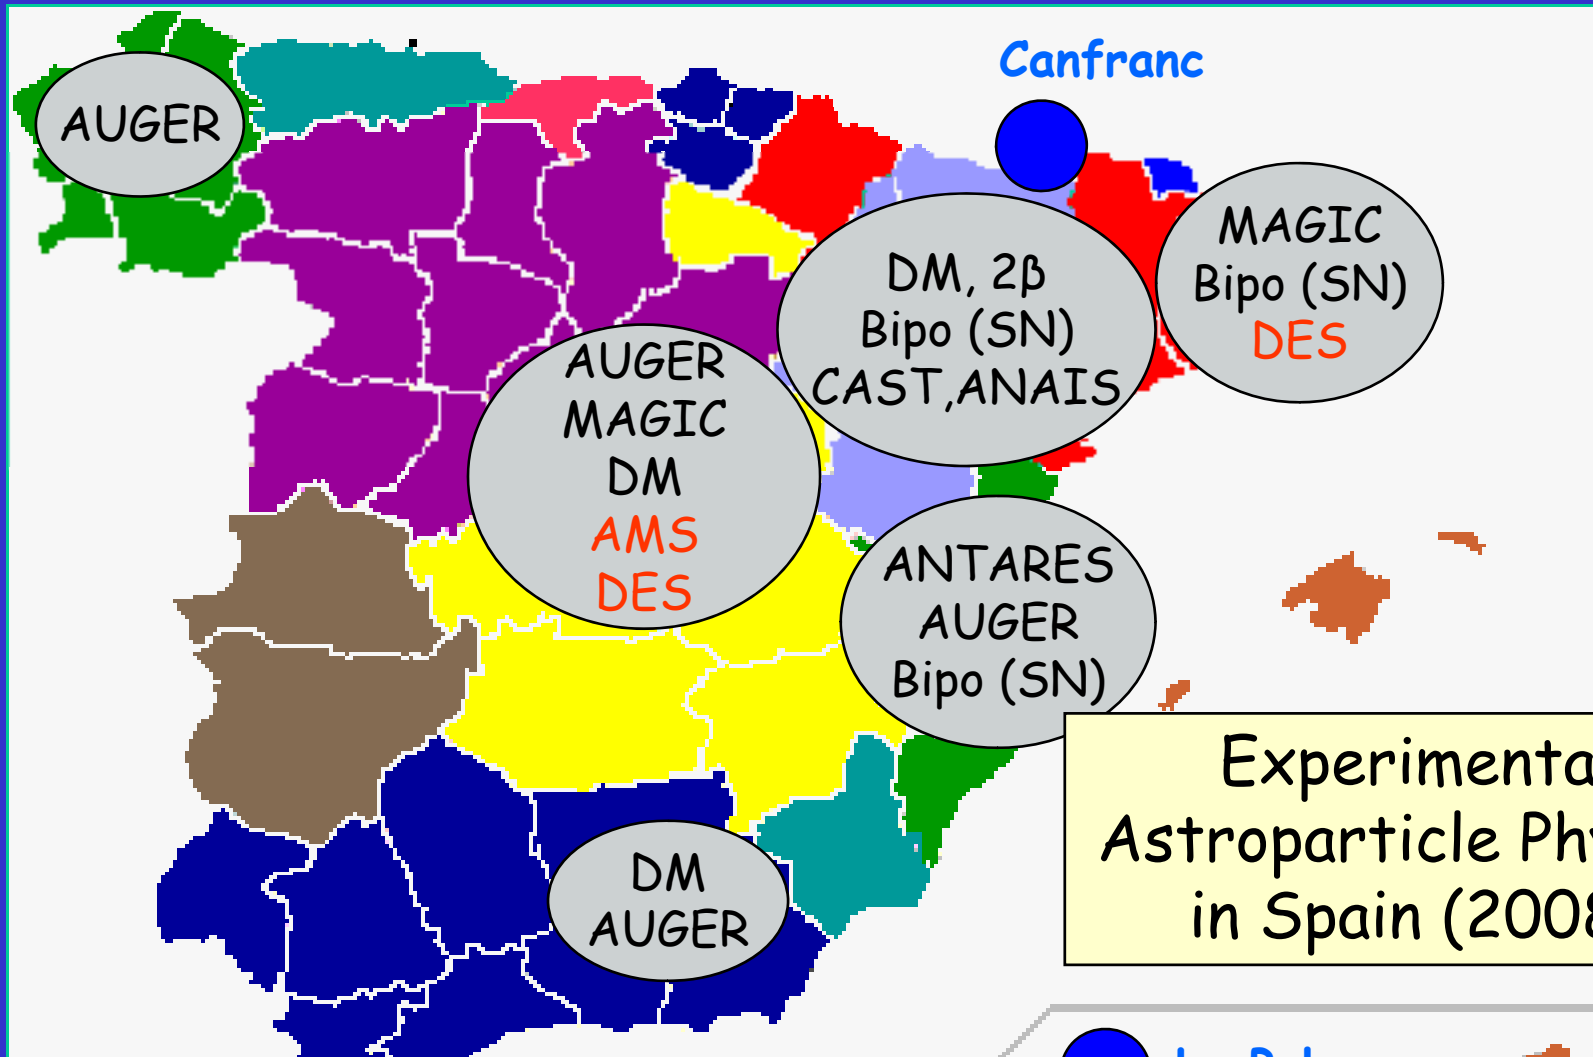 Canfranc
AUGER
MAGIC
Bipo (SN)
DES
DM, 2β
Bipo (SN)
CAST,ANAIS
AUGER
MAGIC
DM
AMS
DES
ANTARES
AUGER
Bipo (SN)
Experimenta
Astroparticle Ph
in Spain (2008
DM
AUGER